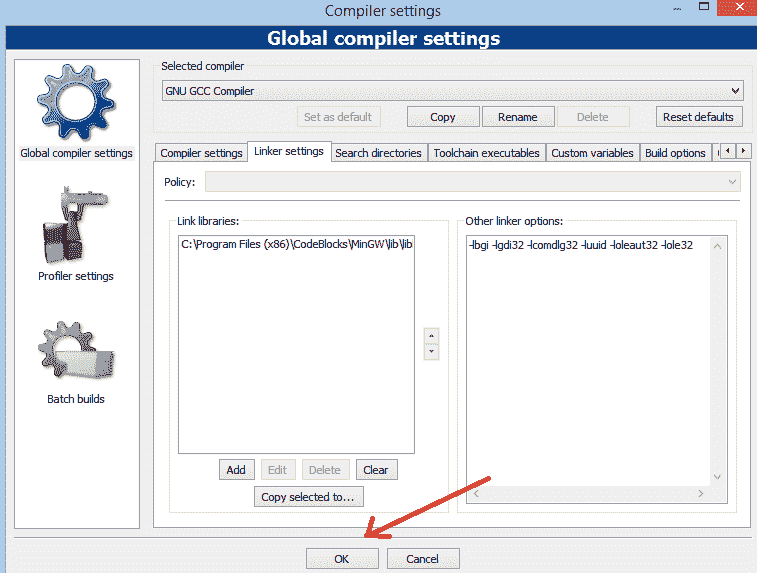 Compiler settings
Global compiler settings
Selected compiler
GNU GCC Compiler
Set as default Copy Rename Delete Reset defaults
Global compiler settings
Compiler settings Linker settings Search directories Toolchain executables Custom variables Build options
Policy:
Link libraries: Other linker options:
C:\Program Files (x86)\CodeBlocks\MinGW\lib\lib -lbgi -lgdi32 -lcomdlg32 -luuid -loleaut32 -lole32
Profiler settings
Batch builds
Add Edit Delete Clear
Copy selected to...
OK Cancel